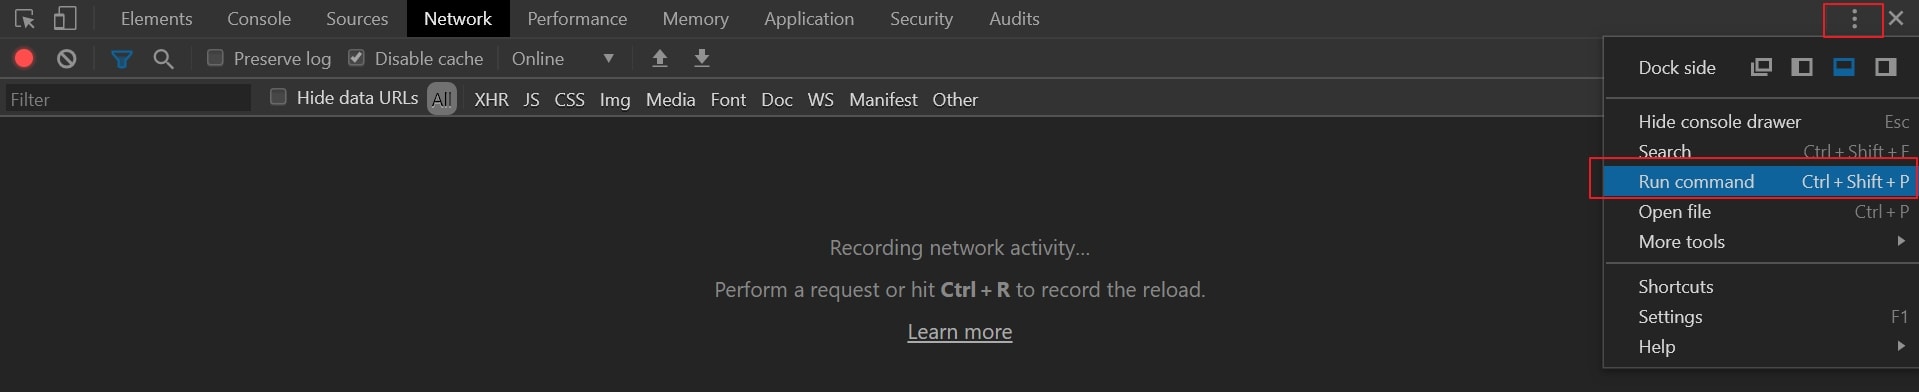 Elements Console Sources Network Performance Memory Application Security Audits
Preserve log Disable cache Online
Filter Hide data URLs All XHR JS CSS Img Media Font Doc WS Manifest Other
Recording network activity...
Perform a request or hit Ctrl + R to record the reload.
Learn more
Dock side
Hide console drawer Esc
Search Ctrl + Shift + F
Run command Ctrl + Shift + P
Open file Ctrl + P
More tools
Shortcuts
Settings F1
Help